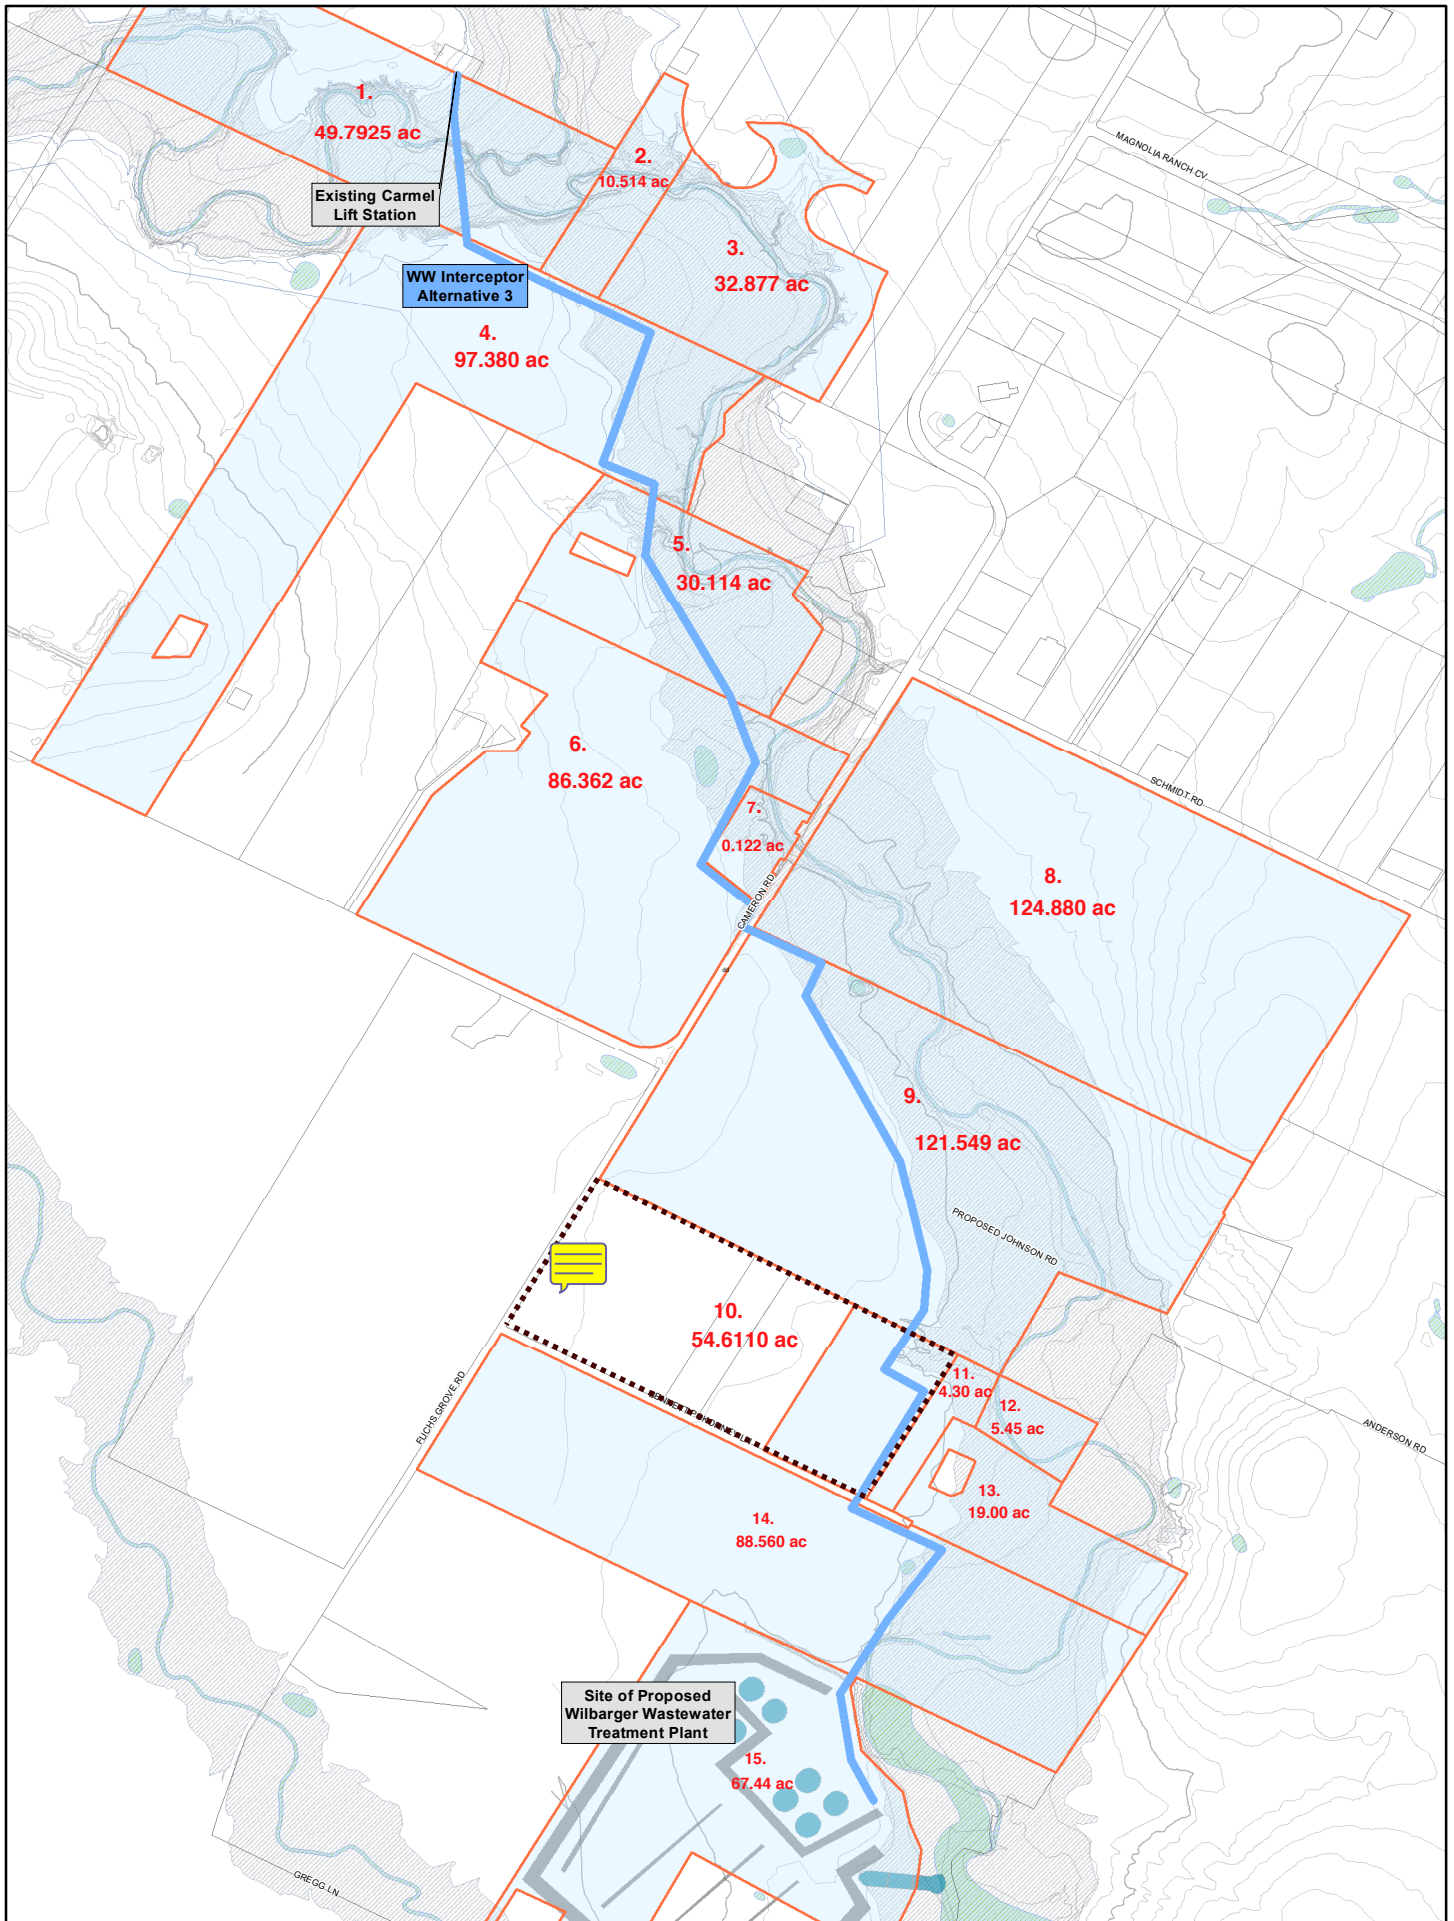 1.
49.7925 ac
2.
10.514 ac
MAGNOLIA RANCH CV
Existing Carmel
Lift Station
3.
32.877 ac
WW Interceptor
Alternative 3
4.
97.380 ac
5.
30.114 ac
6.
86.362 ac
SCHMIDT RD
7.
0.122 ac
8.
124.880 ac
CAMERON RD
9.
121.549 ac
PROPOSED JOHNSON RD
10.
54.6110 ac
11.
4.30 ac
12.
5.45 ac
FUCHS GROVE RD
ANDERSON RD
13.
19.00 ac
14.
88.560 ac
Site of Proposed
Wilbarger Wastewater
Treatment Plant
15.
67.44 ac
GREGG LN